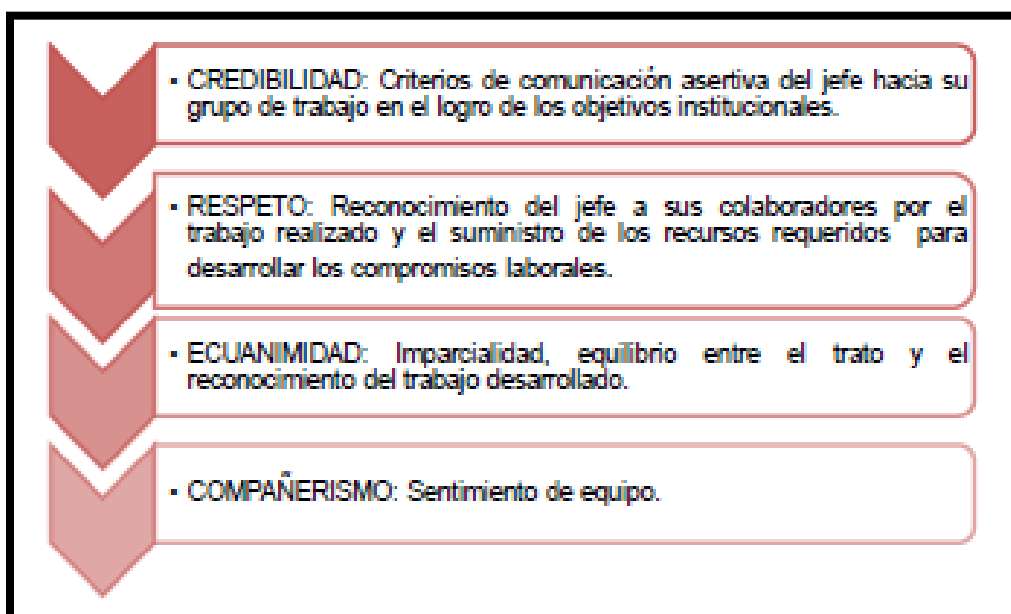 ▪ CREDIBILIDAD: Criterios de comunicación asertiva del jefe hacia su
grupo de trabajo en el logro de los objetivos institucionales.
▪ RESPETO: Reconocimiento del jefe a sus colaboradores por el
trabajo realizado y el suministro de los recursos requeridos para
desarrollar los compromisos laborales.
▪ ECUANIMIDAD: Imparcialidad, equilibrio entre el trato y el
reconocimiento del trabajo desarrollado.
▪ COMPAÑERISMO: Sentimiento de equipo.